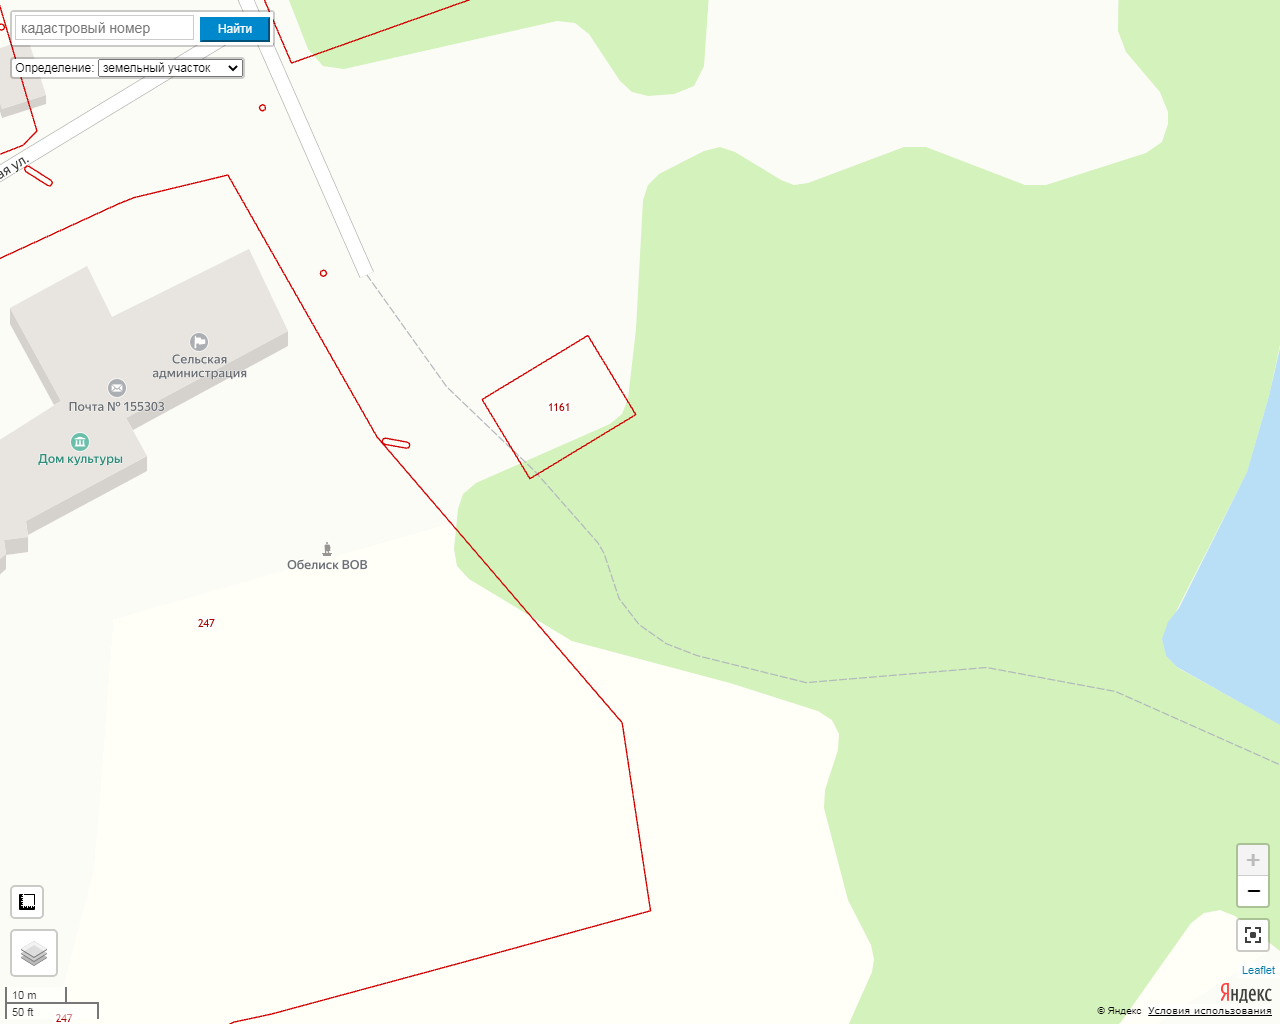 кадастровый номер
Найти
Определение: земельный участок
ая ул.
Сельская
администрация
Почта № 155303
Дом культуры
1161
Обелиск ВОВ
247
+
−
10 m
50 ft
247
Leaflet
Яндекс
© Яндекс Условия использования